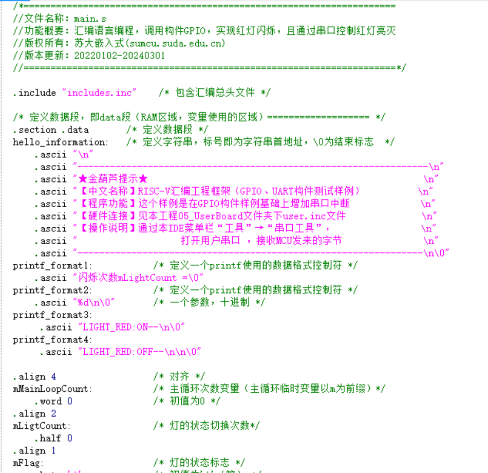 /*=====================================================================
//文件名称：main.s
//功能概要：汇编语言编程，调用构件GPIO，实现红灯闪烁，且通过串口控制红灯亮灭
//版权所有：苏大嵌入式(sumcu.suda.edu.cn)
//版本更新：20220102-20240301
//=====================================================================*/
.include "includes.inc" /* 包含汇编总头文件 */
/* 定义数据段，即data段（RAM区域，变量使用的区域）=================== */
.section .data /* 定义数据段 */
hello_information: /* 定义字符串，标号即为字符串首地址，\0为结束标志 */
.ascii "\n"
.ascii "------------------------------------------------------------------\n"
.ascii "★金葫芦提示★ \n"
.ascii "【中文名称】RISC-V汇编工程框架（GPIO、UART构件测试样例） \n"
.ascii "【程序功能】这个样例是在GPIO构件样例基础上增加串口中断 \n"
.ascii "【硬件连接】见本工程05_UserBoard文件夹下user.inc文件 \n"
.ascii "【操作说明】通过本IDE菜单栏“工具”→“串口工具”， \n"
.ascii " 打开用户串口 ，接收MCU发来的字节 \n"
.ascii "------------------------------------------------------------------\n\0"
printf_format1: /* 定义一个printf使用的数据格式控制符 */
.ascii "闪烁次数mLightCount =\0"
printf_format2: /* 定义一个printf使用的数据格式控制符 */
.ascii "%d\n\0" /* 一个参数，十进制 */
printf_format3:
.ascii "LIGHT_RED:ON--\n\0"
printf_format4:
.ascii "LIGHT_RED:OFF--\n\n\0"
.align 4 /* 对齐 */
mMainLoopCount: /* 主循环次数变量（主循环临时变量以m为前缀） */
.word 0 /* 初值为0 */
.align 2
mLigtCount: /* 灯的状态切换次数*/
.half 0
.align 1
mFlag: /* 灯的状态标志 */